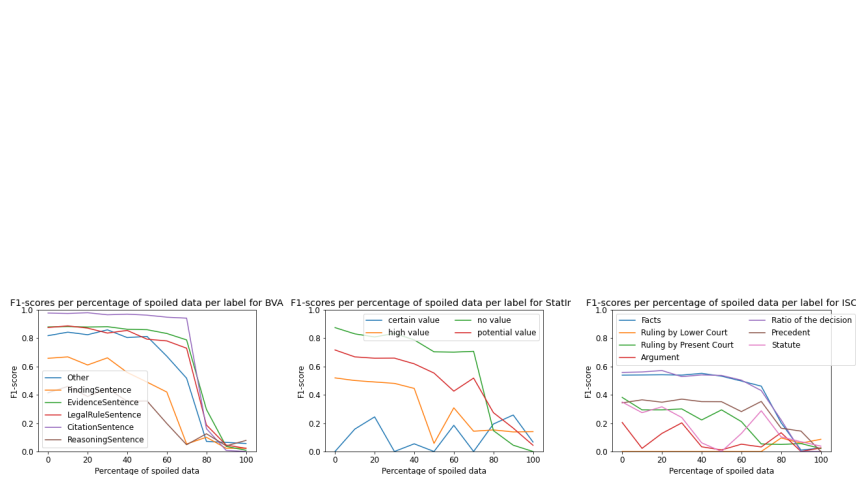 F1-scores per percentage of spoiled data per label for BVA
1.0
0.8
0.6
0.4
0.2
0.0
F1-score
Other
FindingSentence
EvidenceSentence
LegalRuleSentence
CitationSentence
ReasoningSentence
0 20 40 60 80 100
Percentage of spoiled data
F1-scores per percentage of spoiled data per label for StatIr
1.0
0.8
0.6
0.4
0.2
0.0
F1-score
certain value no value
high value potential value
0 20 40 60 80 100
Percentage of spoiled data
F1-scores per percentage of spoiled data per label for ISC
1.0
0.8
0.6
0.4
0.2
0.0
F1-score
Facts Ratio of the decision
Ruling by Lower Court Precedent
Ruling by Present Court Statute
Argument
0 20 40 60 80 100
Percentage of spoiled data